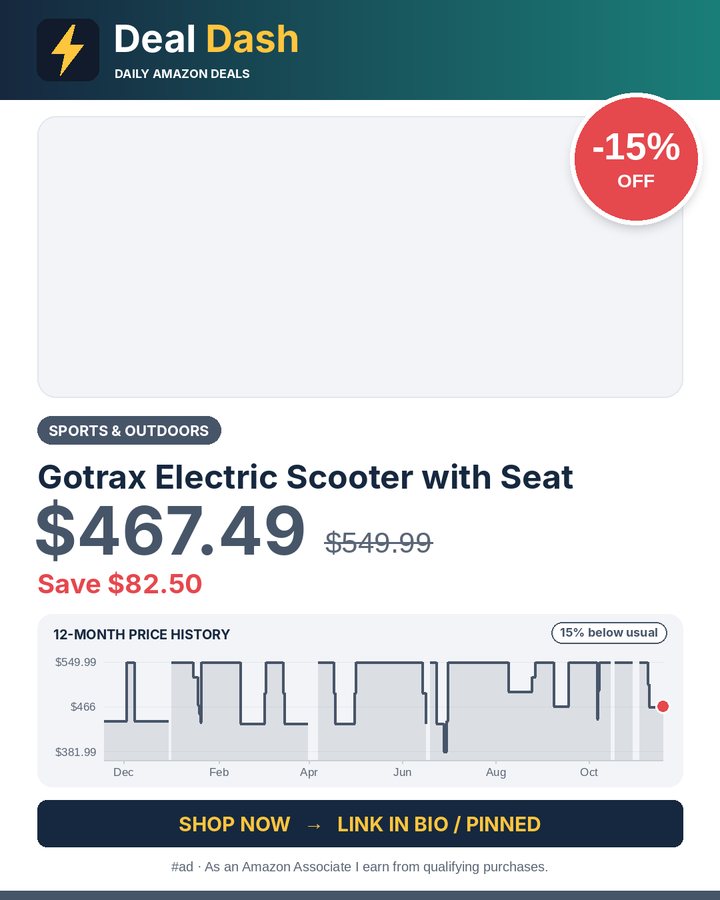 Deal Dash
DAILY AMAZON DEALS
-15%
OFF
SPORTS & OUTDOORS
Gotrax Electric Scooter with Seat
$467.49 $549.99
Save $82.50
12-MONTH PRICE HISTORY
15% below usual
$549.99
$466
$381.99
Dec Feb Apr Jun Aug Oct
SHOP NOW → LINK IN BIO / PINNED
#ad · As an Amazon Associate I earn from qualifying purchases.